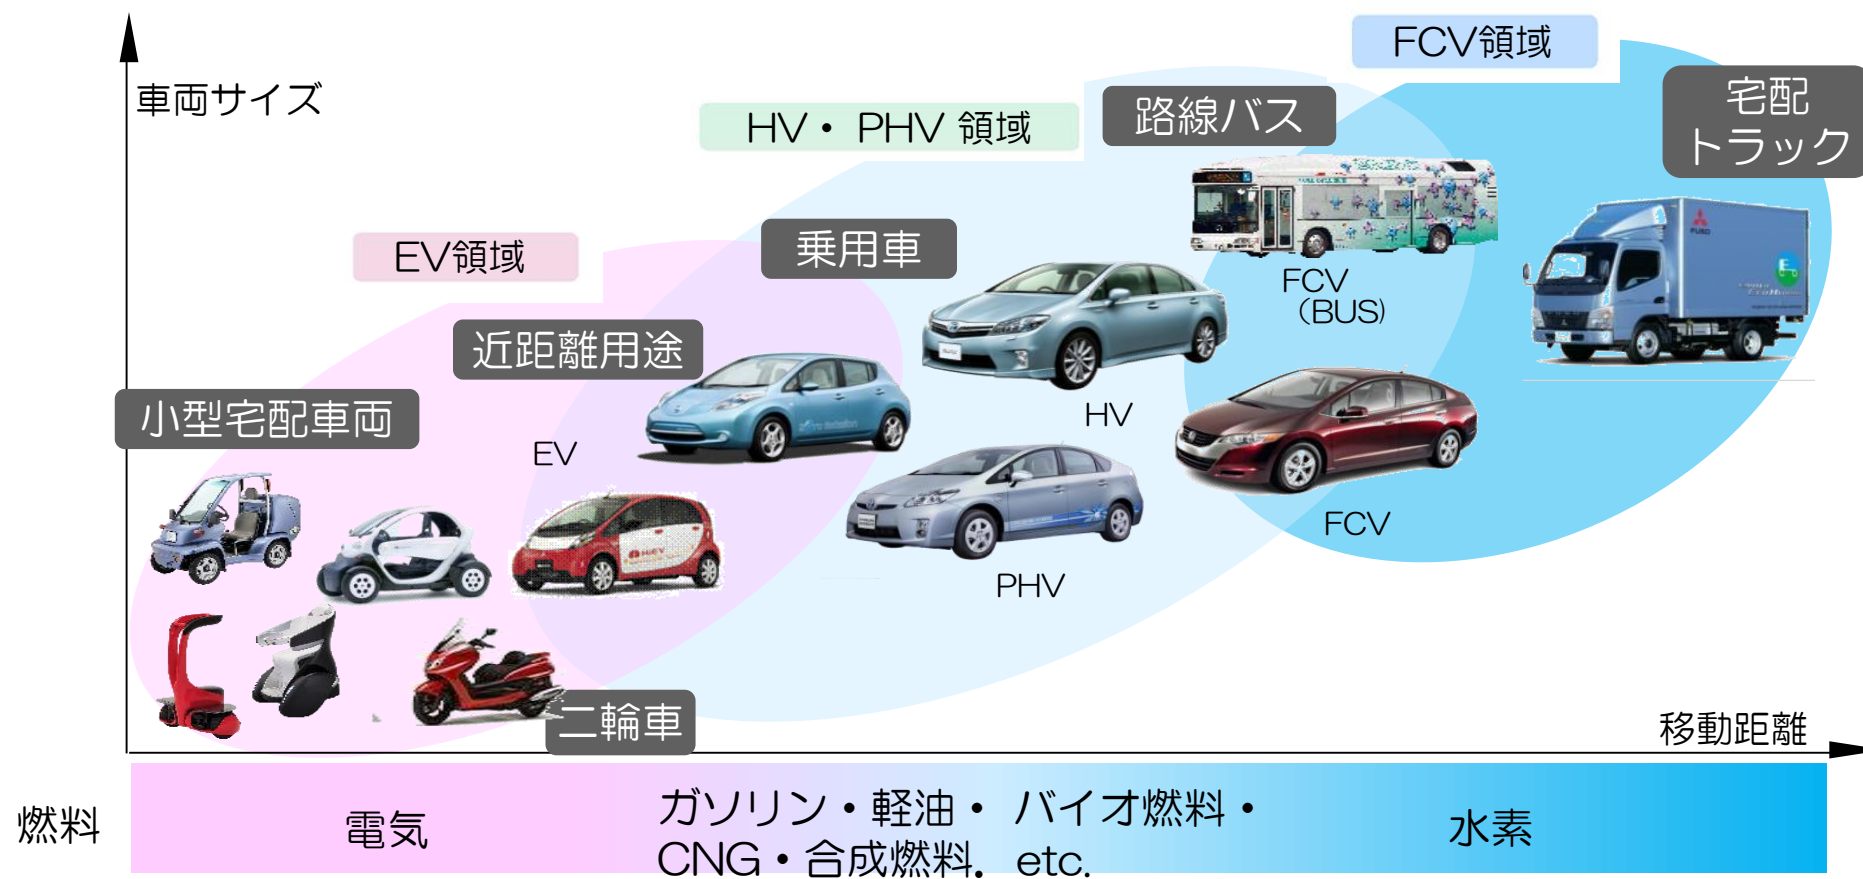 車両サイズ
FCV領域
宅配
トラック
HV・ PHV 領域
路線バス
EV領域
乗用車
FCV
(BUS)
近距離用途
小型宅配車両
EV
HV
FCV
PHV
FUSO
二輪車
移動距離
燃料
電気
ガソリン・軽油・ バイオ燃料・
CNG・合成燃料. etc.
水素